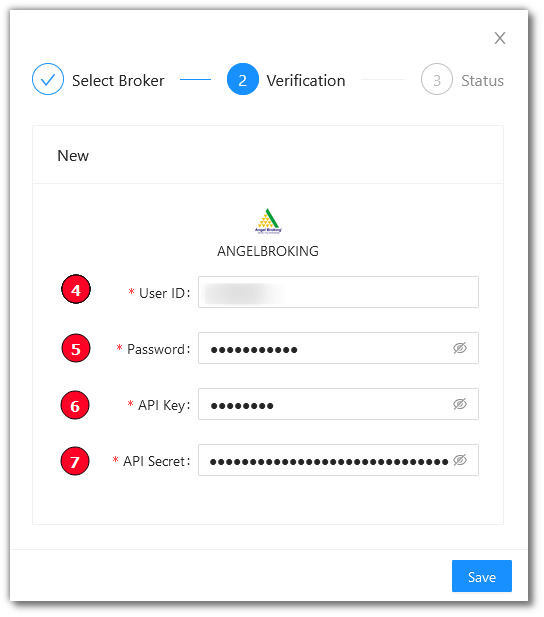 Select Broker
2 Verification
3 Status
New
Angel Broking
ANGELBROKING
4 * User ID:
5 * Password: •••••••••••
6 * API Key: ••••••••
7 * API Secret: ••••••••••••••••••••••••••••••
Save